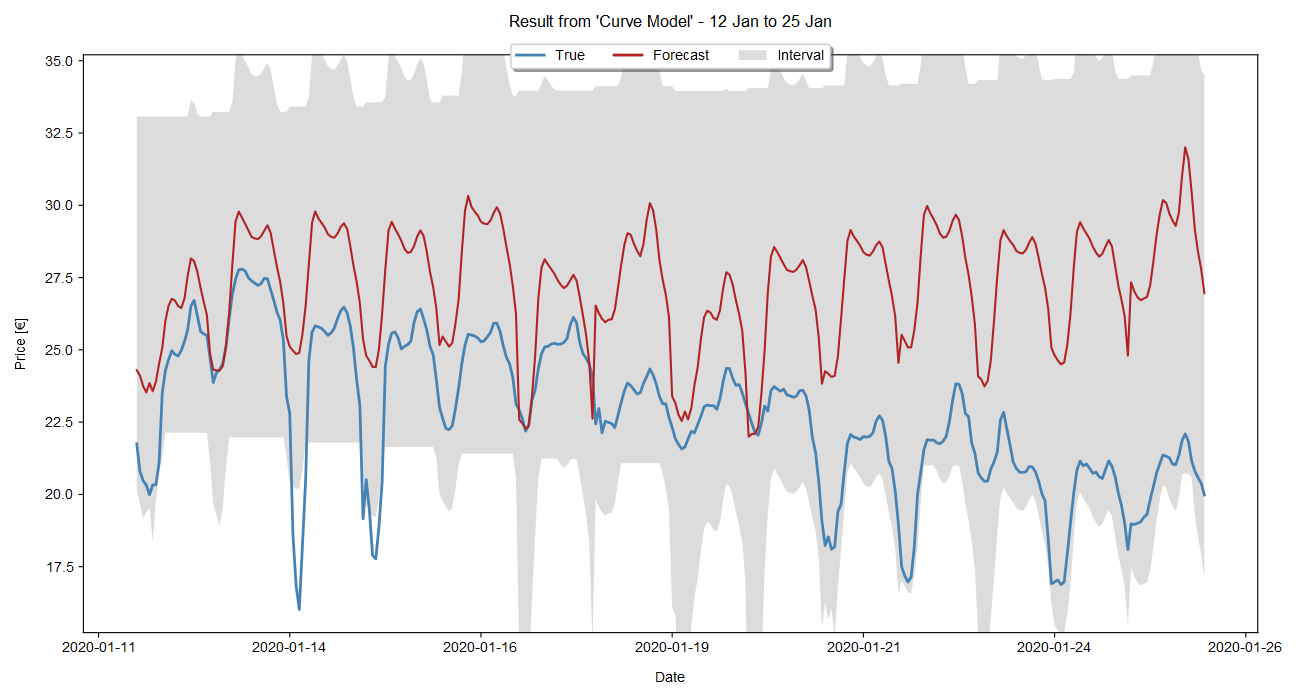 Result from 'Curve Model' - 12 Jan to 25 Jan
True Forecast Interval
35.0
32.5
30.0
27.5
25.0
22.5
20.0
17.5
Price [€]
2020-01-11 2020-01-14 2020-01-16 2020-01-19 2020-01-21 2020-01-24 2020-01-26
Date